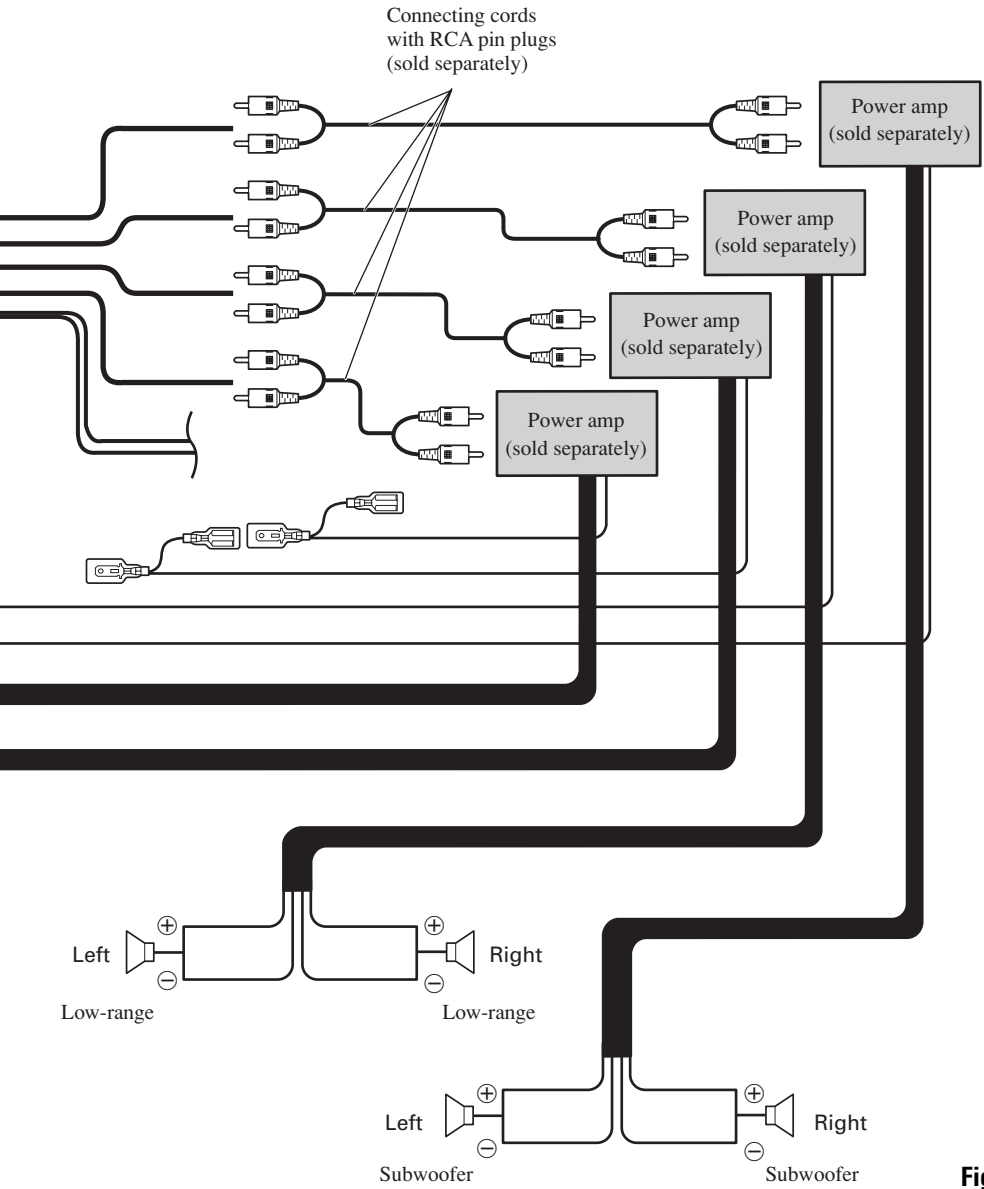 Connecting cords
with RCA pin plugs
(sold separately)
Power amp
(sold separately)
Power amp
(sold separately)
Power amp
(sold separately)
Power amp
(sold separately)
+
+
Left
Right
−
−
Low-range
Low-range
+
+
Left
Right
−
−
Subwoofer
Subwoofer
Fig